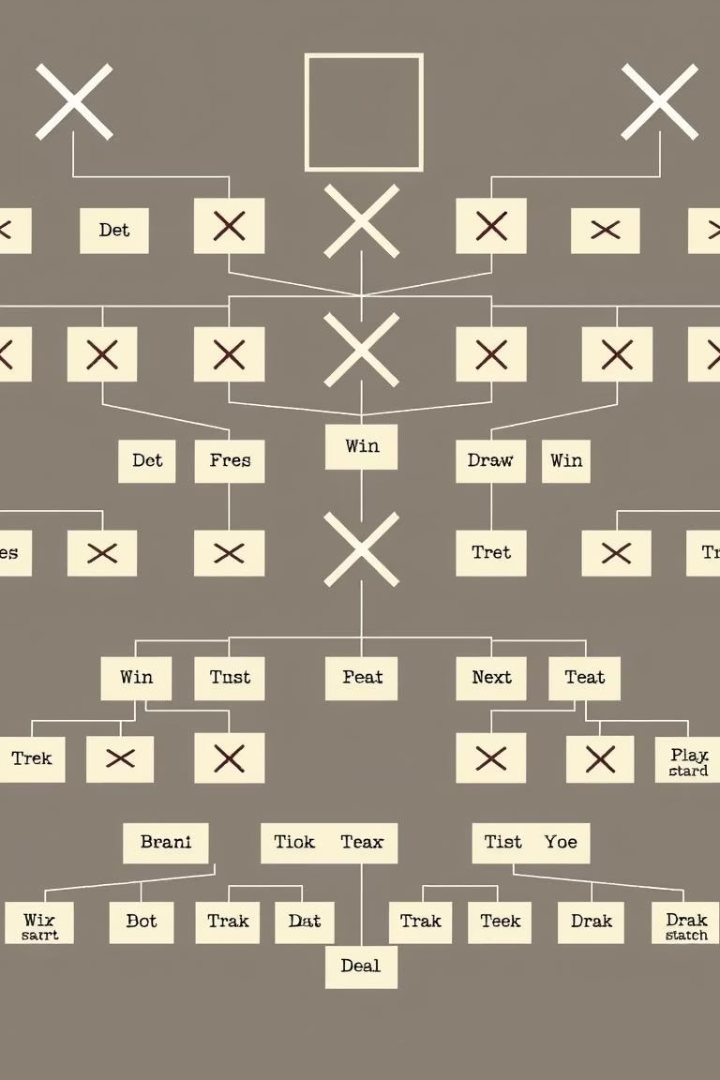 Det
Det Fres Win Draw Win
es Tret Tr
Win Tnst Peat Next Teat
Trek Play.
stard
Brani Tiok Teax Tist Yoe
Wix Dot Trak Dat Trak Teek Drak Drak
sarrt statch
Deal